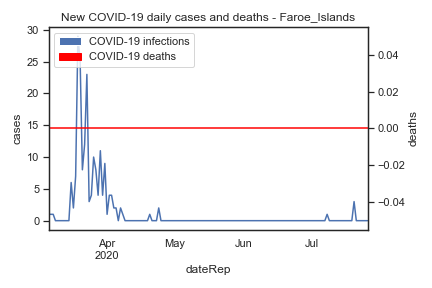 New COVID-19 daily cases and deaths - Faroe_Islands
COVID-19 infections
COVID-19 deaths
30
25
20
15
10
5
0
cases
0.04
0.02
0.00
−0.02
−0.04
deaths
Apr
2020
May
Jun
Jul
dateRep